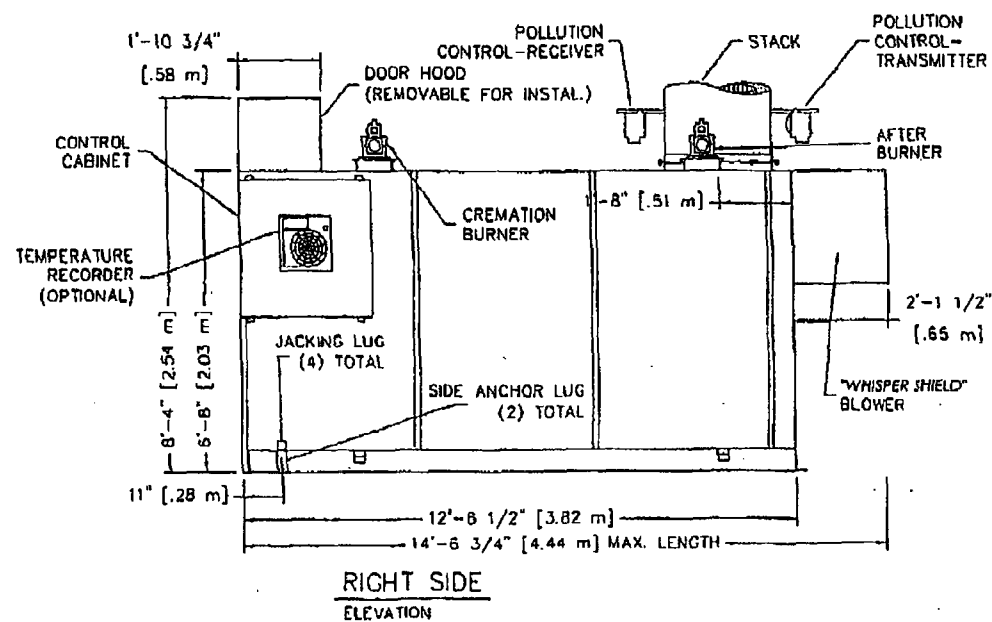 1'-10 3/4"
[.58 m]
DOOR HOOD
(REMOVABLE FOR INSTAL.)
POLLUTION
CONTROL-RECEIVER
STACK
POLLUTION
CONTROL-
TRANSMITTER
CONTROL
CABINET
AFTER
BURNER
1'-8" [.51 m]
CREMATION
BURNER
TEMPERATURE
RECORDER
(OPTIONAL)
2'-1 1/2"
[.65 m]
8'-4" [2.54 m]
6'-8" [2.03 m]
JACKING LUG
(4) TOTAL
SIDE ANCHOR LUG
(2) TOTAL
"WHISPER SHIELD"
BLOWER
11" [.28 m]
12'-6 1/2" [3.82 m]
14'-6 3/4" [4.44 m] MAX. LENGTH
RIGHT SIDE
ELEVATION